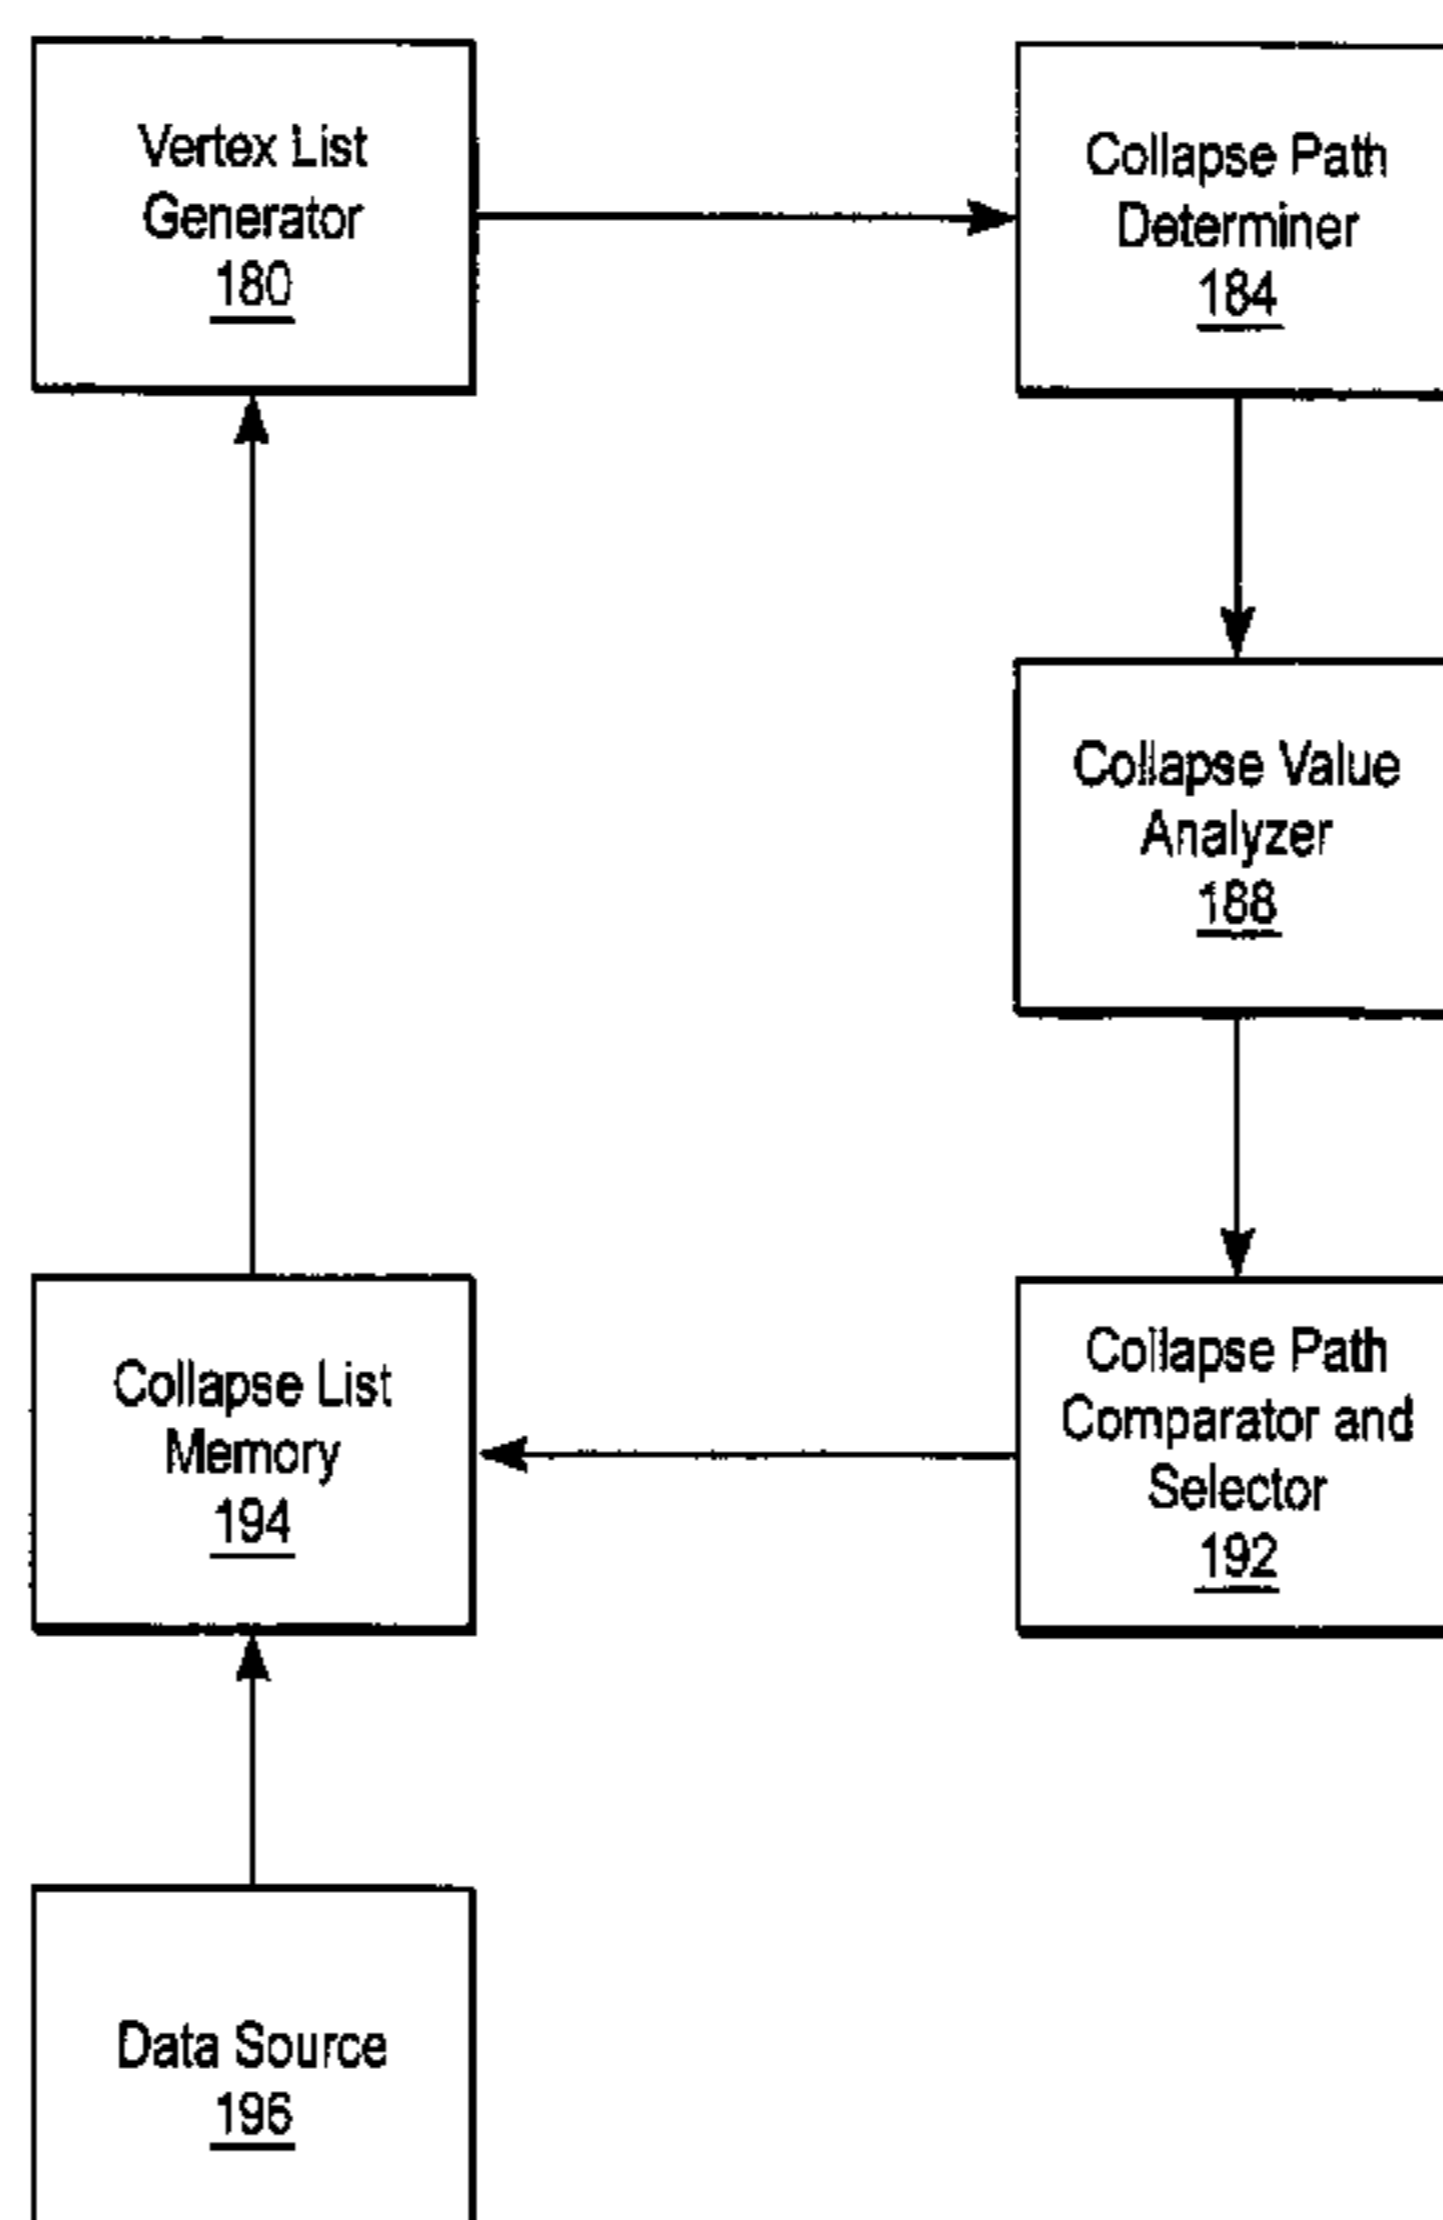 Vertex List
Generator
180
Collapse Path
Determiner
184
Collapse Value
Analyzer
188
Collapse List
Memory
194
Collapse Path
Comparator and
Selector
192
Data Source
196